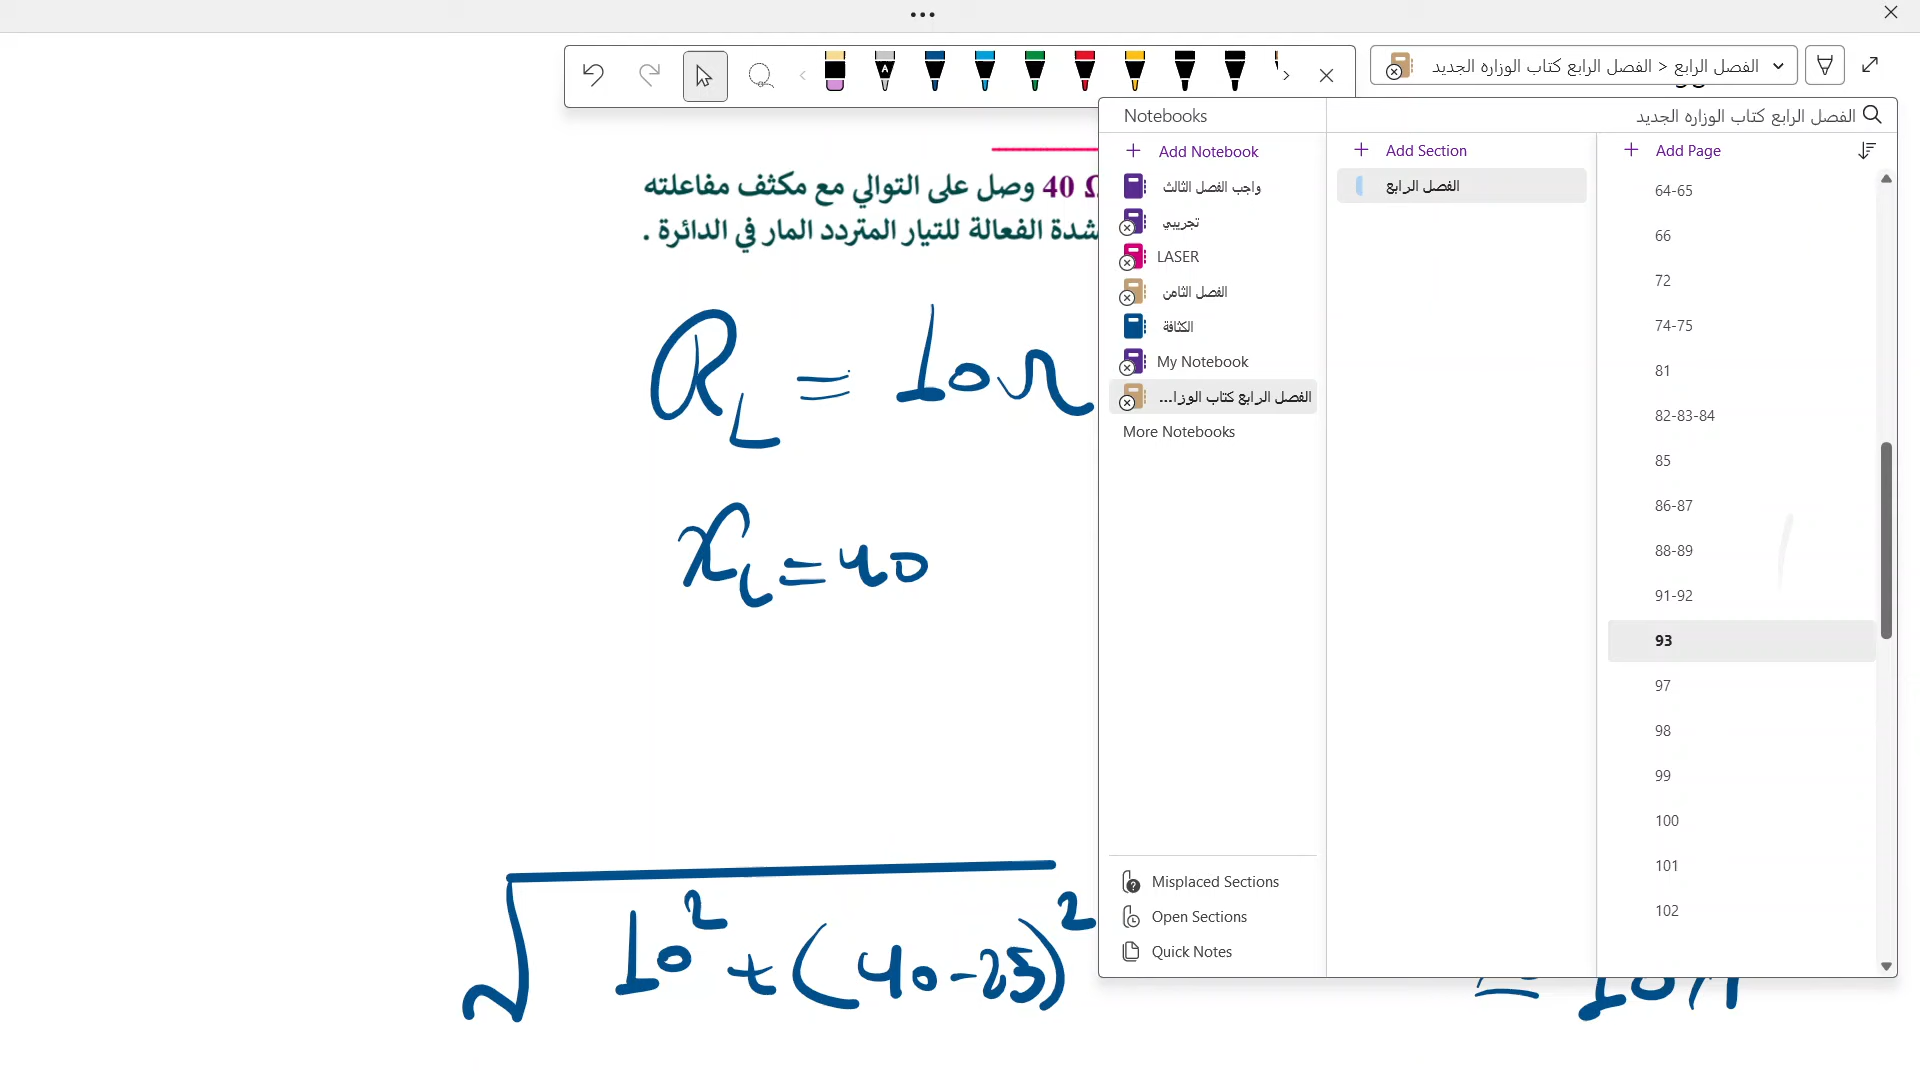 الفصل الرابع > الفصل الرابع كتاب الوزاره الجديد
Notebooks
Add Notebook
واجب الفصل الثالث
تجريبي
LASER
الفصل الثامن
الكثافة
My Notebook
الفصل الرابع كتاب الوزا...
More Notebooks
Misplaced Sections
Open Sections
Quick Notes
Add Section
الفصل الرابع
الفصل الرابع كتاب الوزاره الجديد
Add Page
64-65
66
72
74-75
81
82-83-84
85
86-87
88-89
91-92
93
97
98
99
100
101
102
40 Ω وصل على التوالي مع مكثف مفاعلته
شدة الفعالة للتيار المتردد المار في الدائرة .
R_L = 10Ω
X_L = 40
√10² + (40-25)²